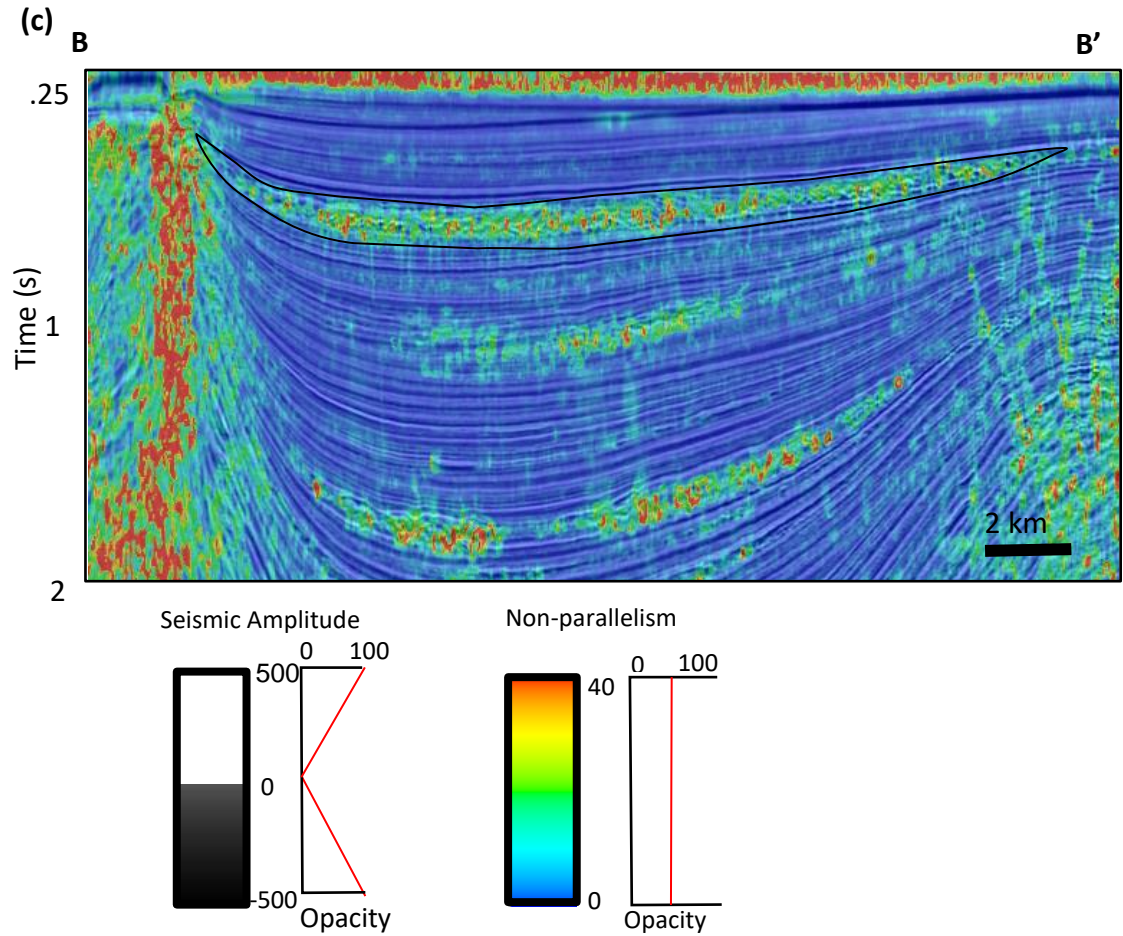 (c)
B
B’
.25
1
2
Time (s)
2 km
Seismic Amplitude
0 100
500
0
-500
Opacity
Non-parallelism
0 100
40
0
Opacity